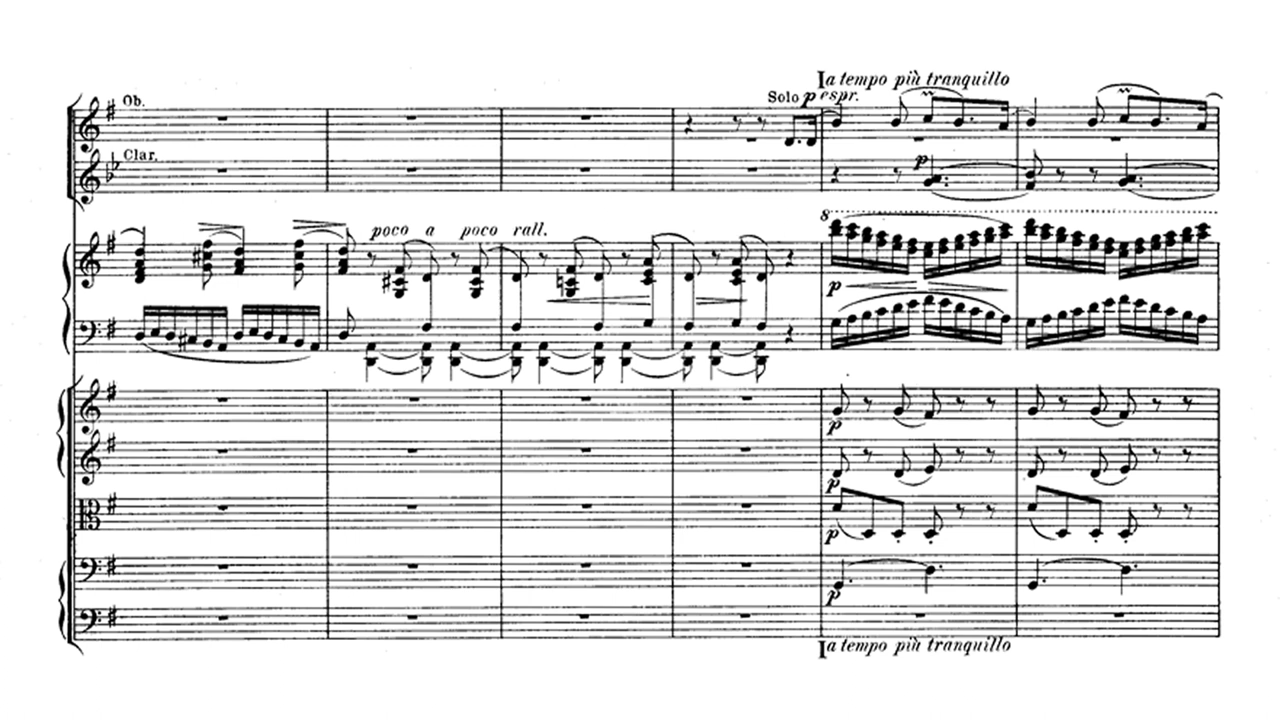 I a tempo più tranquillo
Ob.
Solo p espr.
Clar.
p
8
poco a poco rall.
p
p
p
p
p
I a tempo più tranquillo